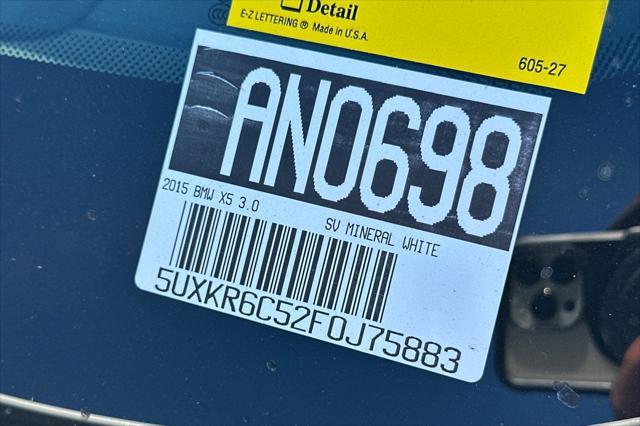 Detail
E-Z LETTERING ® Made in U.S.A.
605-27
AN0698
2015 BMW X5 3.0
SV MINERAL WHITE
5UXKR6C52F0J75883